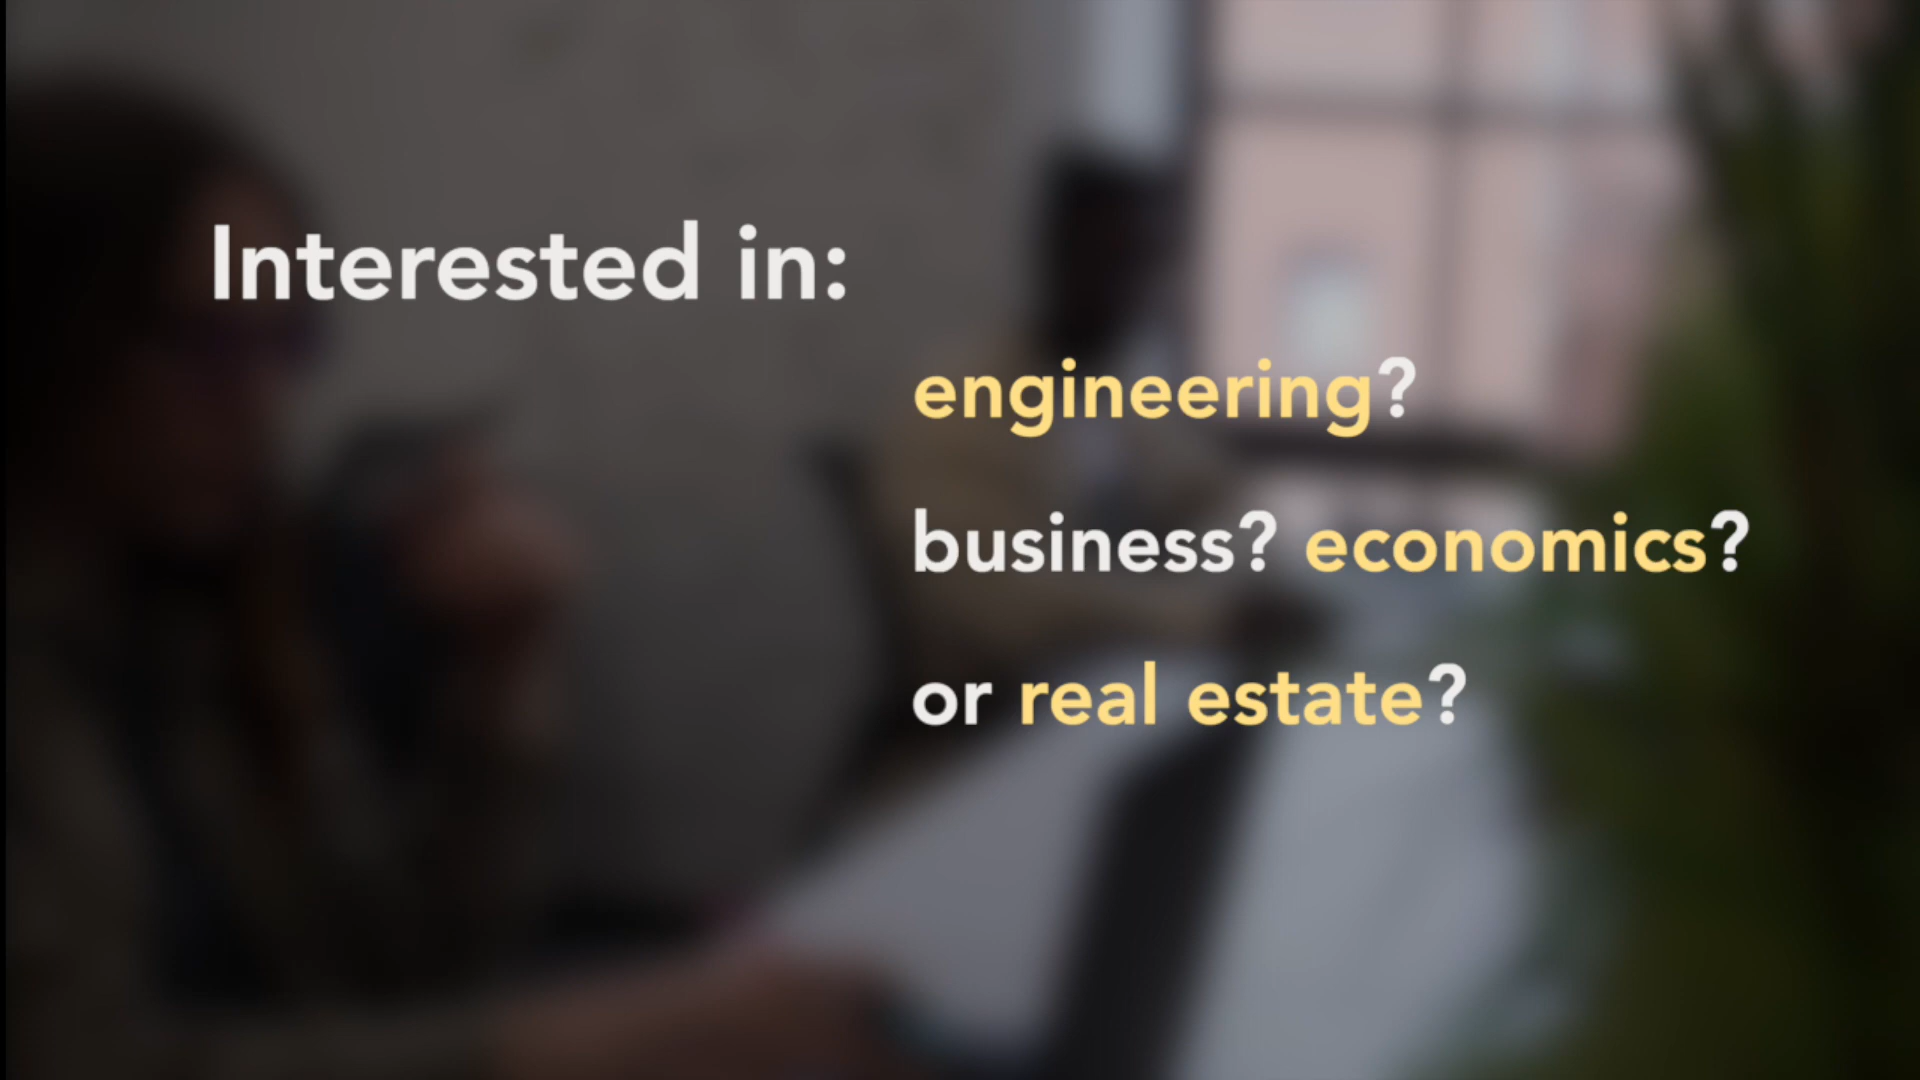 Interested in:
engineering?
business? economics?
or real estate?